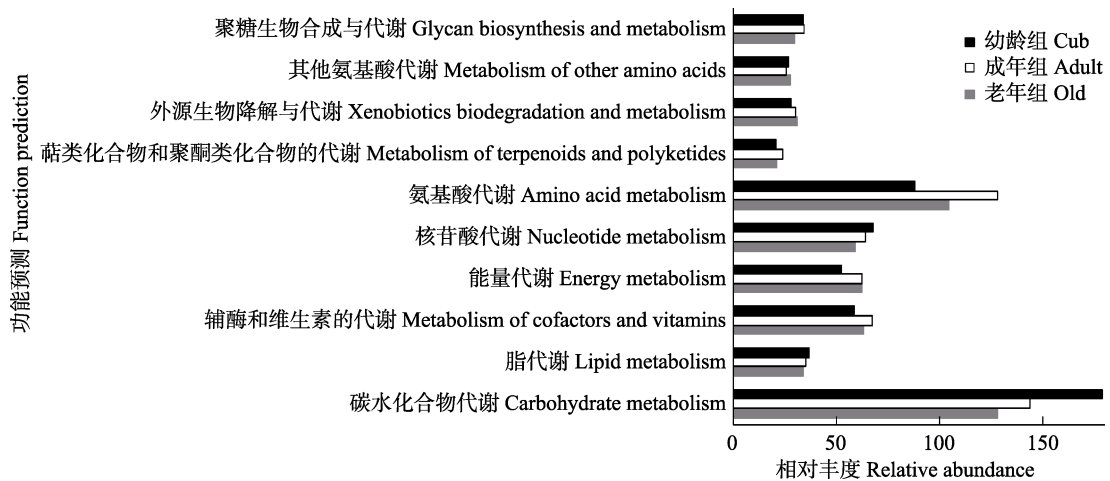 聚糖生物合成与代谢 Glycan biosynthesis and metabolism
其他氨基酸代谢 Metabolism of other amino acids
外源生物降解与代谢 Xenobiotics biodegradation and metabolism
萜类化合物和聚酮类化合物的代谢 Metabolism of terpenoids and polyketides
氨基酸代谢 Amino acid metabolism
核苷酸代谢 Nucleotide metabolism
能量代谢 Energy metabolism
辅酶和维生素的代谢 Metabolism of cofactors and vitamins
脂代谢 Lipid metabolism
碳水化合物代谢 Carbohydrate metabolism
功能预测 Function prediction
幼龄组 Cub
成年组 Adult
老年组 Old
0 50 100 150
相对丰度 Relative abundance